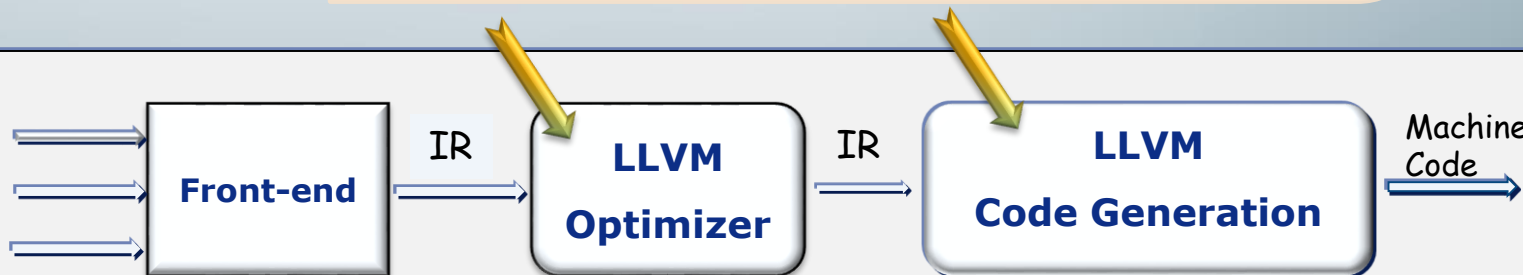 Front-end
IR
LLVM
Optimizer
IR
LLVM
Code Generation
Machine
Code